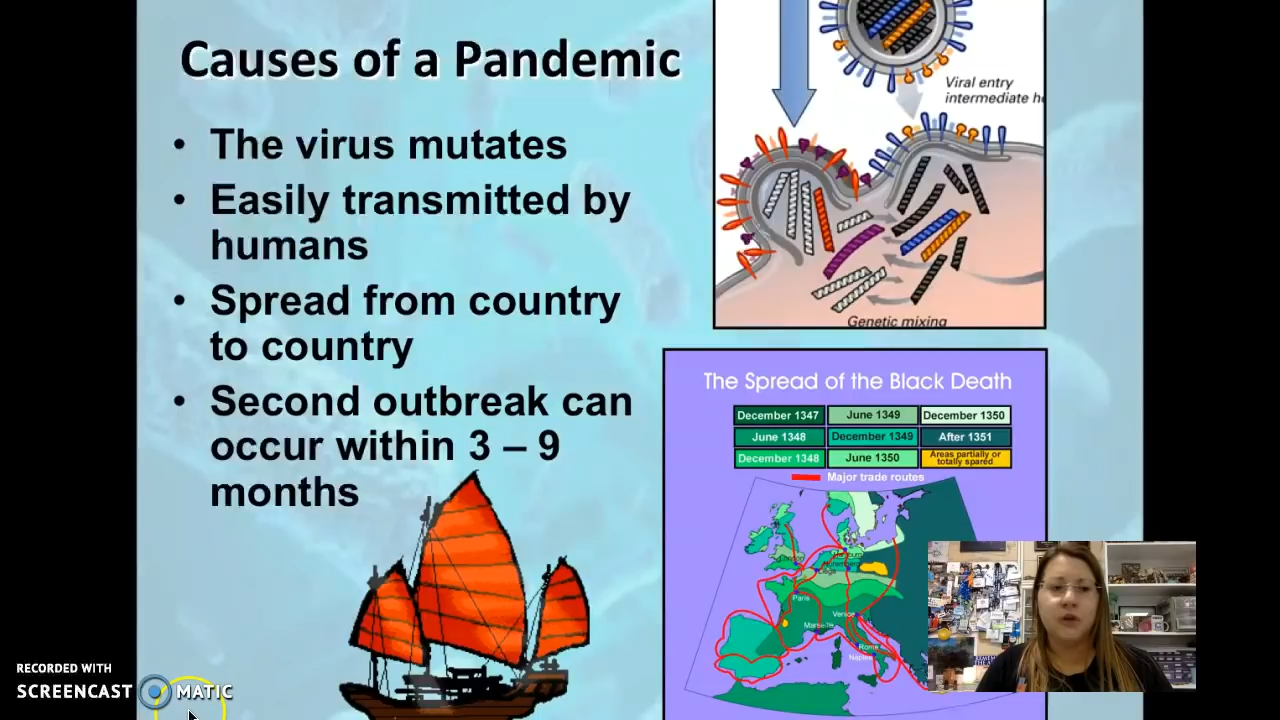 Causes of a Pandemic
• The virus mutates
• Easily transmitted by
humans
• Spread from country
to country
• Second outbreak can
occur within 3 – 9
months
Viral entry
intermediate h
Genetic mixing
The Spread of the Black Death
December 1347 June 1349 December 1350
June 1348 December 1349 After 1351
December 1348 June 1350 Areas partially or
totally spared
Major trade routes
London
Paris
Venice
Marseille
Rome
Naples
RECORDED WITH
SCREENCAST MATIC